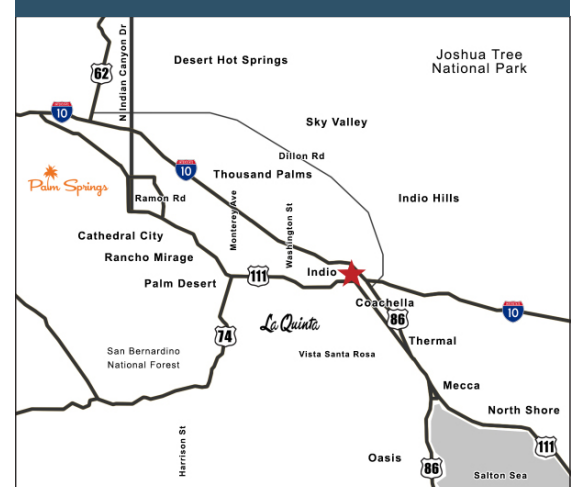 N Indian Canyon Dr
Desert Hot Springs
Joshua Tree
National Park
62
10
Sky Valley
Dillon Rd
10
Thousand Palms
Palm Springs
Ramon Rd
Monterey Ave
Washington St
Indio Hills
Cathedral City
Rancho Mirage
Indio
111
Palm Desert
Coachella
10
86
La Quinta
74
Thermal
San Bernardino
National Forest
Vista Santa Rosa
Mecca
North Shore
Harrison St
111
Oasis
86
Salton Sea